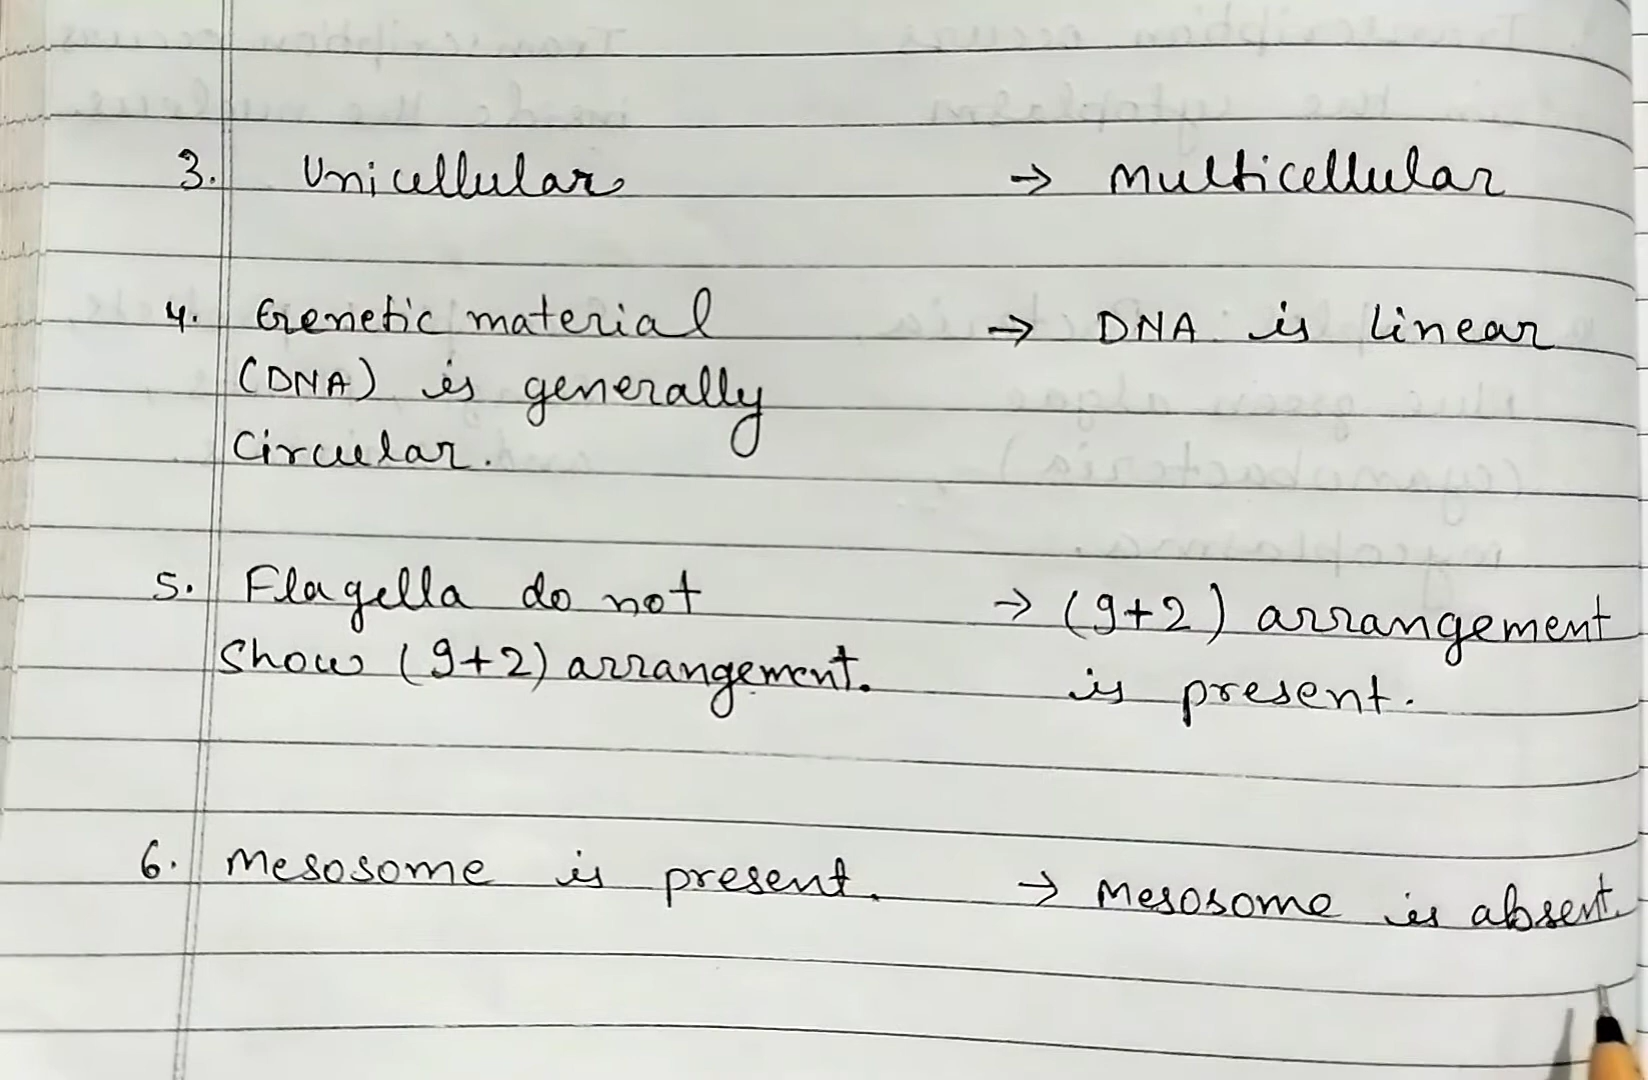 3. Unicellular → Multicellular
4. Genetic material → DNA is linear
(DNA) is generally
Circular.
5. Flagella do not → (9+2) arrangement
Show (9+2) arrangement. is present.
6. Mesosome is present. → Mesosome is absent.